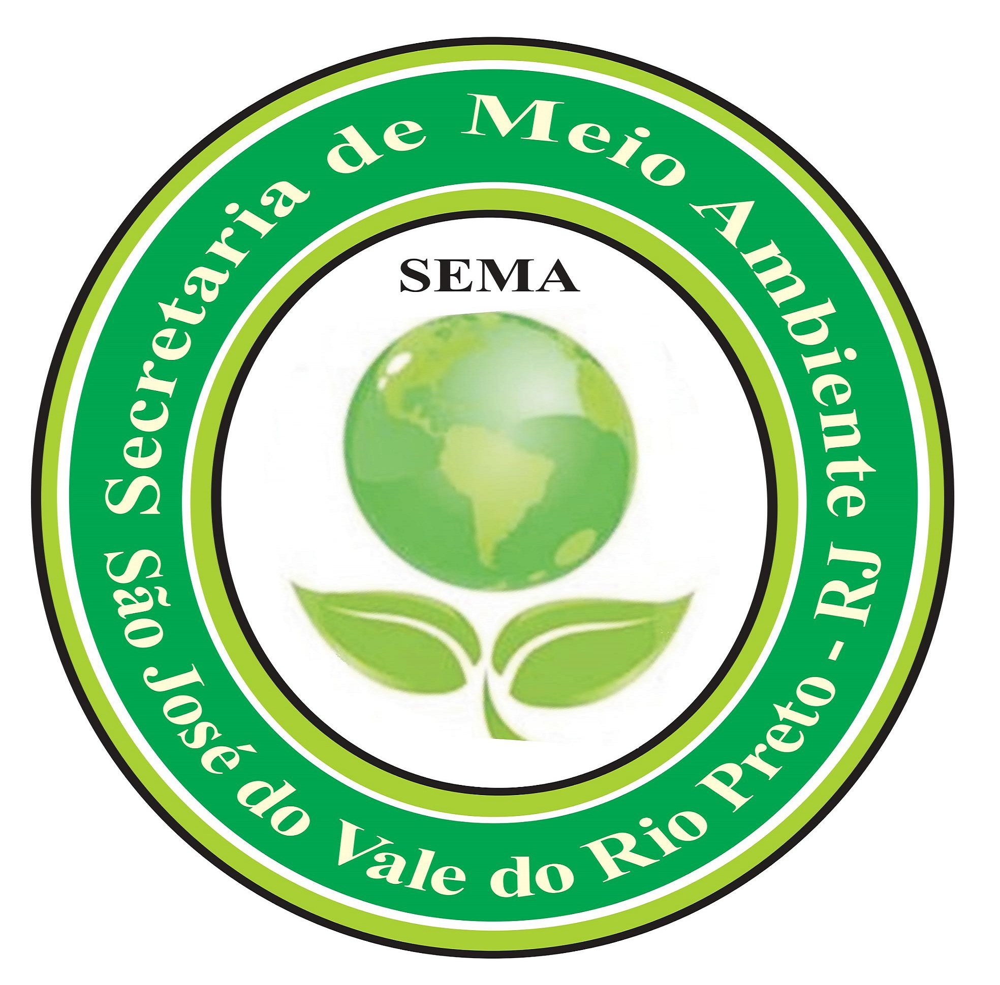 Secretaria de Meio Ambiente
SEMA
São José do Vale do Rio Preto - RJ